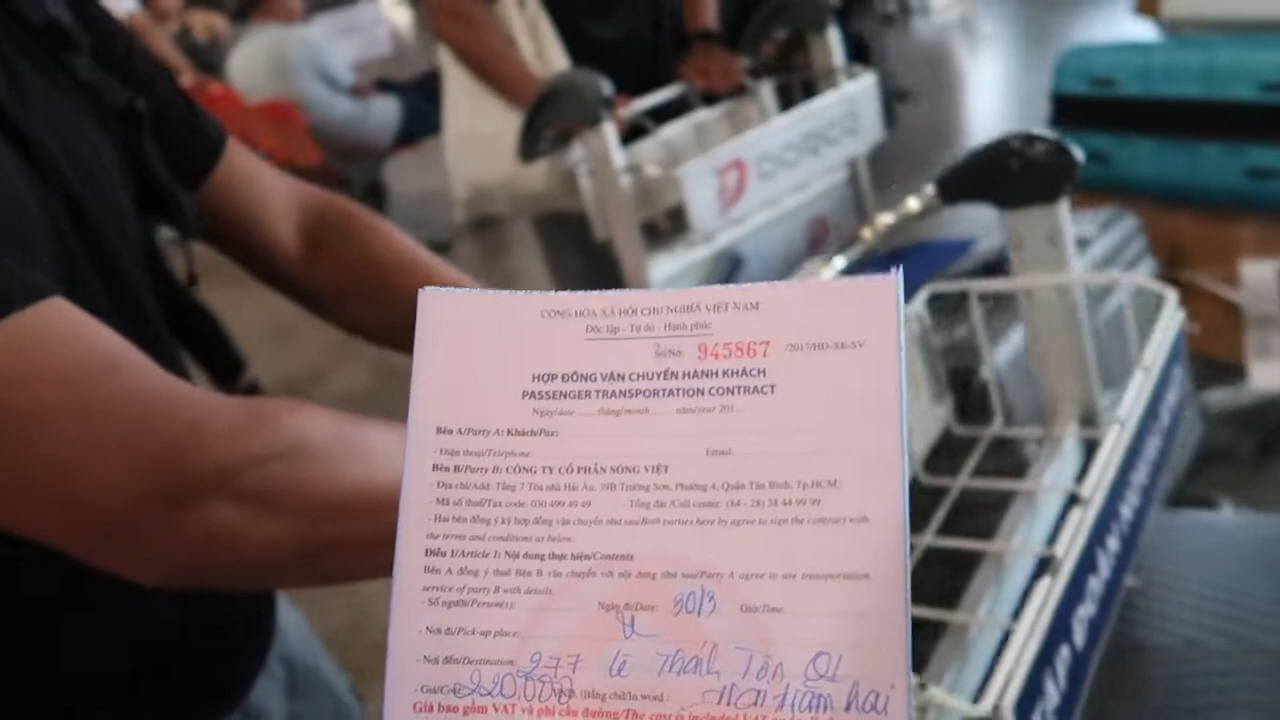 CỘNG HÒA XÃ HỘI CHỦ NGHĨA VIỆT NAM
Độc lập - Tự do - Hạnh phúc
Số/No: 945867 /2017/HD-XK-SV
HỢP ĐỒNG VẬN CHUYỂN HÀNH KHÁCH
PASSENGER TRANSPORTATION CONTRACT
Ngày/date ...... tháng/month ...... năm/year 201...
Bên A/Party A: Khách/Pax:
- Điện thoại/Telephone: Email:
Bên B/Party B: CÔNG TY CỔ PHẦN SÓNG VIỆT
- Địa chỉ/Add: Tầng 7 Tòa nhà Hải Âu, 39B Trường Sơn, Phường 4, Quận Tân Bình, Tp.HCM;
- Mã số thuế/Tax code: 030 499 49 49 - Tổng đài /Call center: (84 - 28) 38 44 99 99
- Hai bên đồng ý ký hợp đồng vận chuyển như sau/Both parties here by agree to sign the contract with
the terms and conditions as below:
Điều 1/Article 1: Nội dung thực hiện/Contents
Bên A đồng ý thuê Bên B vận chuyển với nội dung như sau/Party A agree to use transportation
service of party B with details.
- Số người/Person(s): Ngày đi/Date: 30/3 Giờ/Time:
- Nơi đi/Pick-up place:
- Nơi đến/Destination: 277 Lê Thánh Tôn Q1
- Giá/Cost: 220,000 VND. (Bằng chữ/In word : Hai trăm hai
Giá bao gồm VAT và phí cầu đường/The cost is included VAT
TẬP ĐOÀN